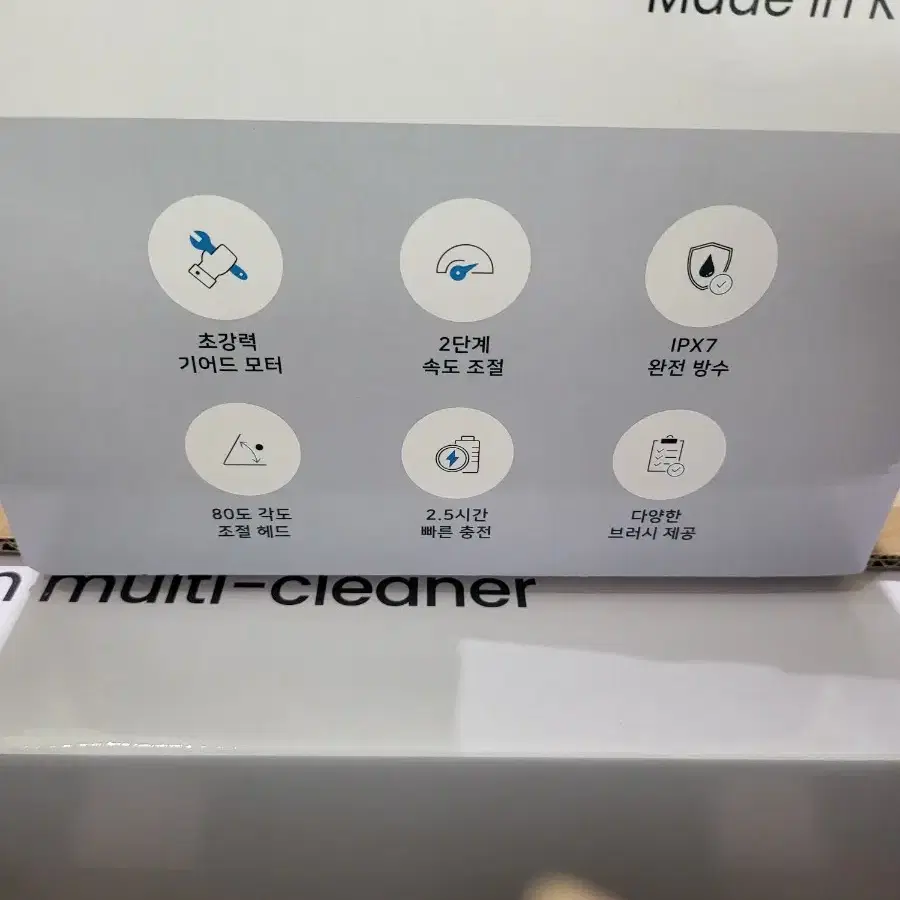 Made in K
초강력
기어드 모터
2단계
속도 조절
IPX7
완전 방수
80도 각도
조절 헤드
2.5시간
빠른 충전
다양한
브러시 제공
multi-cleaner